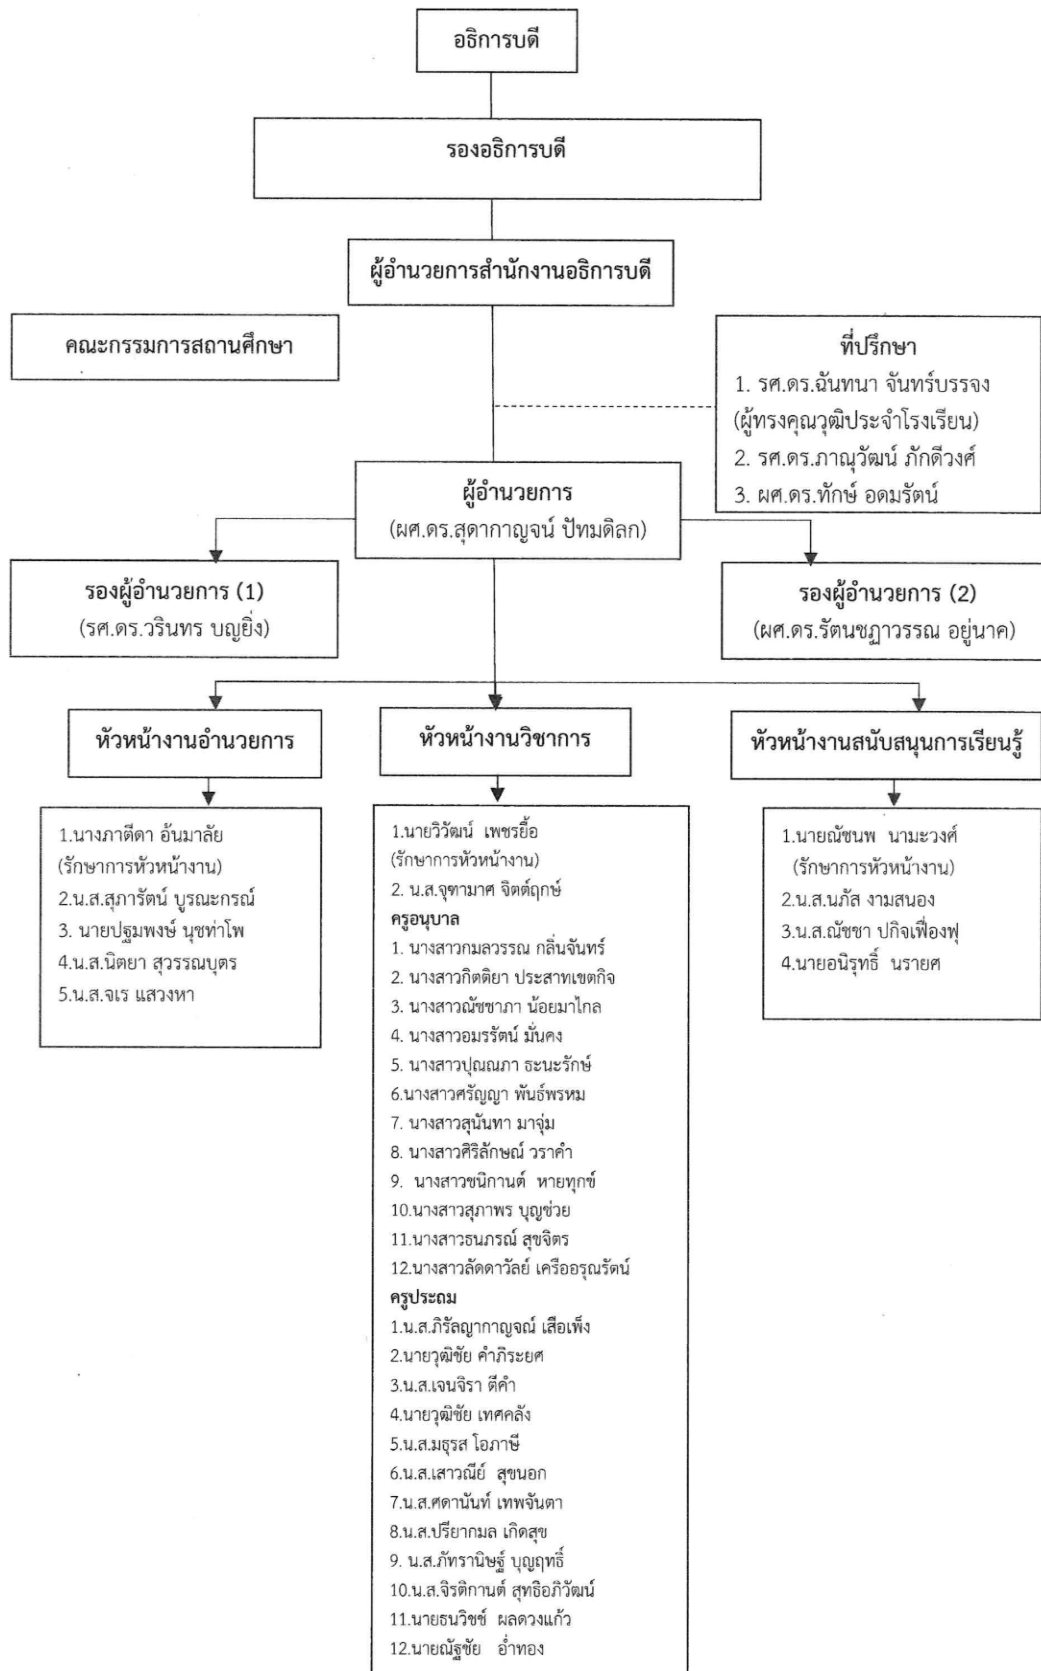 อธิการบดี
รองอธิการบดี
ผู้อำนวยการสำนักงานอธิการบดี
คณะกรรมการสถานศึกษา
ที่ปรึกษา
1. รศ.ดร.ฉันทนา จันทร์บรรจง
(ผู้ทรงคุณวุฒิประจำโรงเรียน)
2. รศ.ดร.ภาณุวัฒน์ ภักดีวงศ์
3. ผศ.ดร.ทักษ์ อุดมรัตน์
ผู้อำนวยการ
(ผศ.ดร.สุดากาญจน์ ปัทมดิลก)
รองผู้อำนวยการ (1)
(รศ.ดร.วรินทร บุญยิ่ง)
รองผู้อำนวยการ (2)
(ผศ.ดร.รัตนชฎาวรรณ อยู่นาค)
หัวหน้างานอำนวยการ
1.นางภาตีดา อ้นมาลัย
(รักษาการหัวหน้างาน)
2.น.ส.สุภารัตน์ บูรณะกรณ์
3. นายปฐมพงษ์ นุชท่าโพ
4.น.ส.นิตยา สุวรรณบุตร
5.น.ส.จเร แสวงหา
หัวหน้างานวิชาการ
1.นายวิวัฒน์ เพชรยื้อ
(รักษาการหัวหน้างาน)
2. น.ส.จุฑามาศ จิตต์ฤกษ์
ครูอนุบาล
1. นางสาวกมลวรรณ กลิ่นจันทร์
2. นางสาวกิตติยา ประสาทเขตกิจ
3. นางสาวณัชชาภา น้อยมาไกล
4. นางสาวอมรรัตน์ มั่นคง
5. นางสาวปุณณภา ธะนะรักษ์
6.นางสาวศรัญญา พันธ์พรหม
7. นางสาวสุนันทา มาจุ่ม
8. นางสาวศิริลักษณ์ วราคำ
9. นางสาวชนิกานต์ หายทุกข์
10.นางสาวสุภาพร บุญช่วย
11.นางสาวธนภรณ์ สุขจิตร
12.นางสาวลัดดาวัลย์ เครืออรุณรัตน์
ครูประถม
1.น.ส.ภิรัลญากาญจณ์ เสือเพ็ง
2.นายวุฒิชัย คำภิระยศ
3.น.ส.เจนจิรา ตีคำ
4.นายวุฒิชัย เทศคลัง
5.น.ส.มธุรส โอภาษี
6.น.ส.เสาวณีย์ สุขนอก
7.น.ส.ศดานันท์ เทพจันตา
8.น.ส.ปรียากมล เกิดสุข
9. น.ส.ภัทรานิษฐ์ บุญฤทธิ์
10.น.ส.จิรติกานต์ สุทธิอภิวัฒน์
11.นายธนวิชช์ ผลดวงแก้ว
12.นายณัฐชัย อ่ำทอง
หัวหน้างานสนับสนุนการเรียนรู้
1.นายณัชนพ นามะวงศ์
(รักษาการหัวหน้างาน)
2.น.ส.นภัส งามสนอง
3.น.ส.ณัชชา ปกิจเฟื่องฟุ
4.นายอนิรุทธิ์ นรายศ